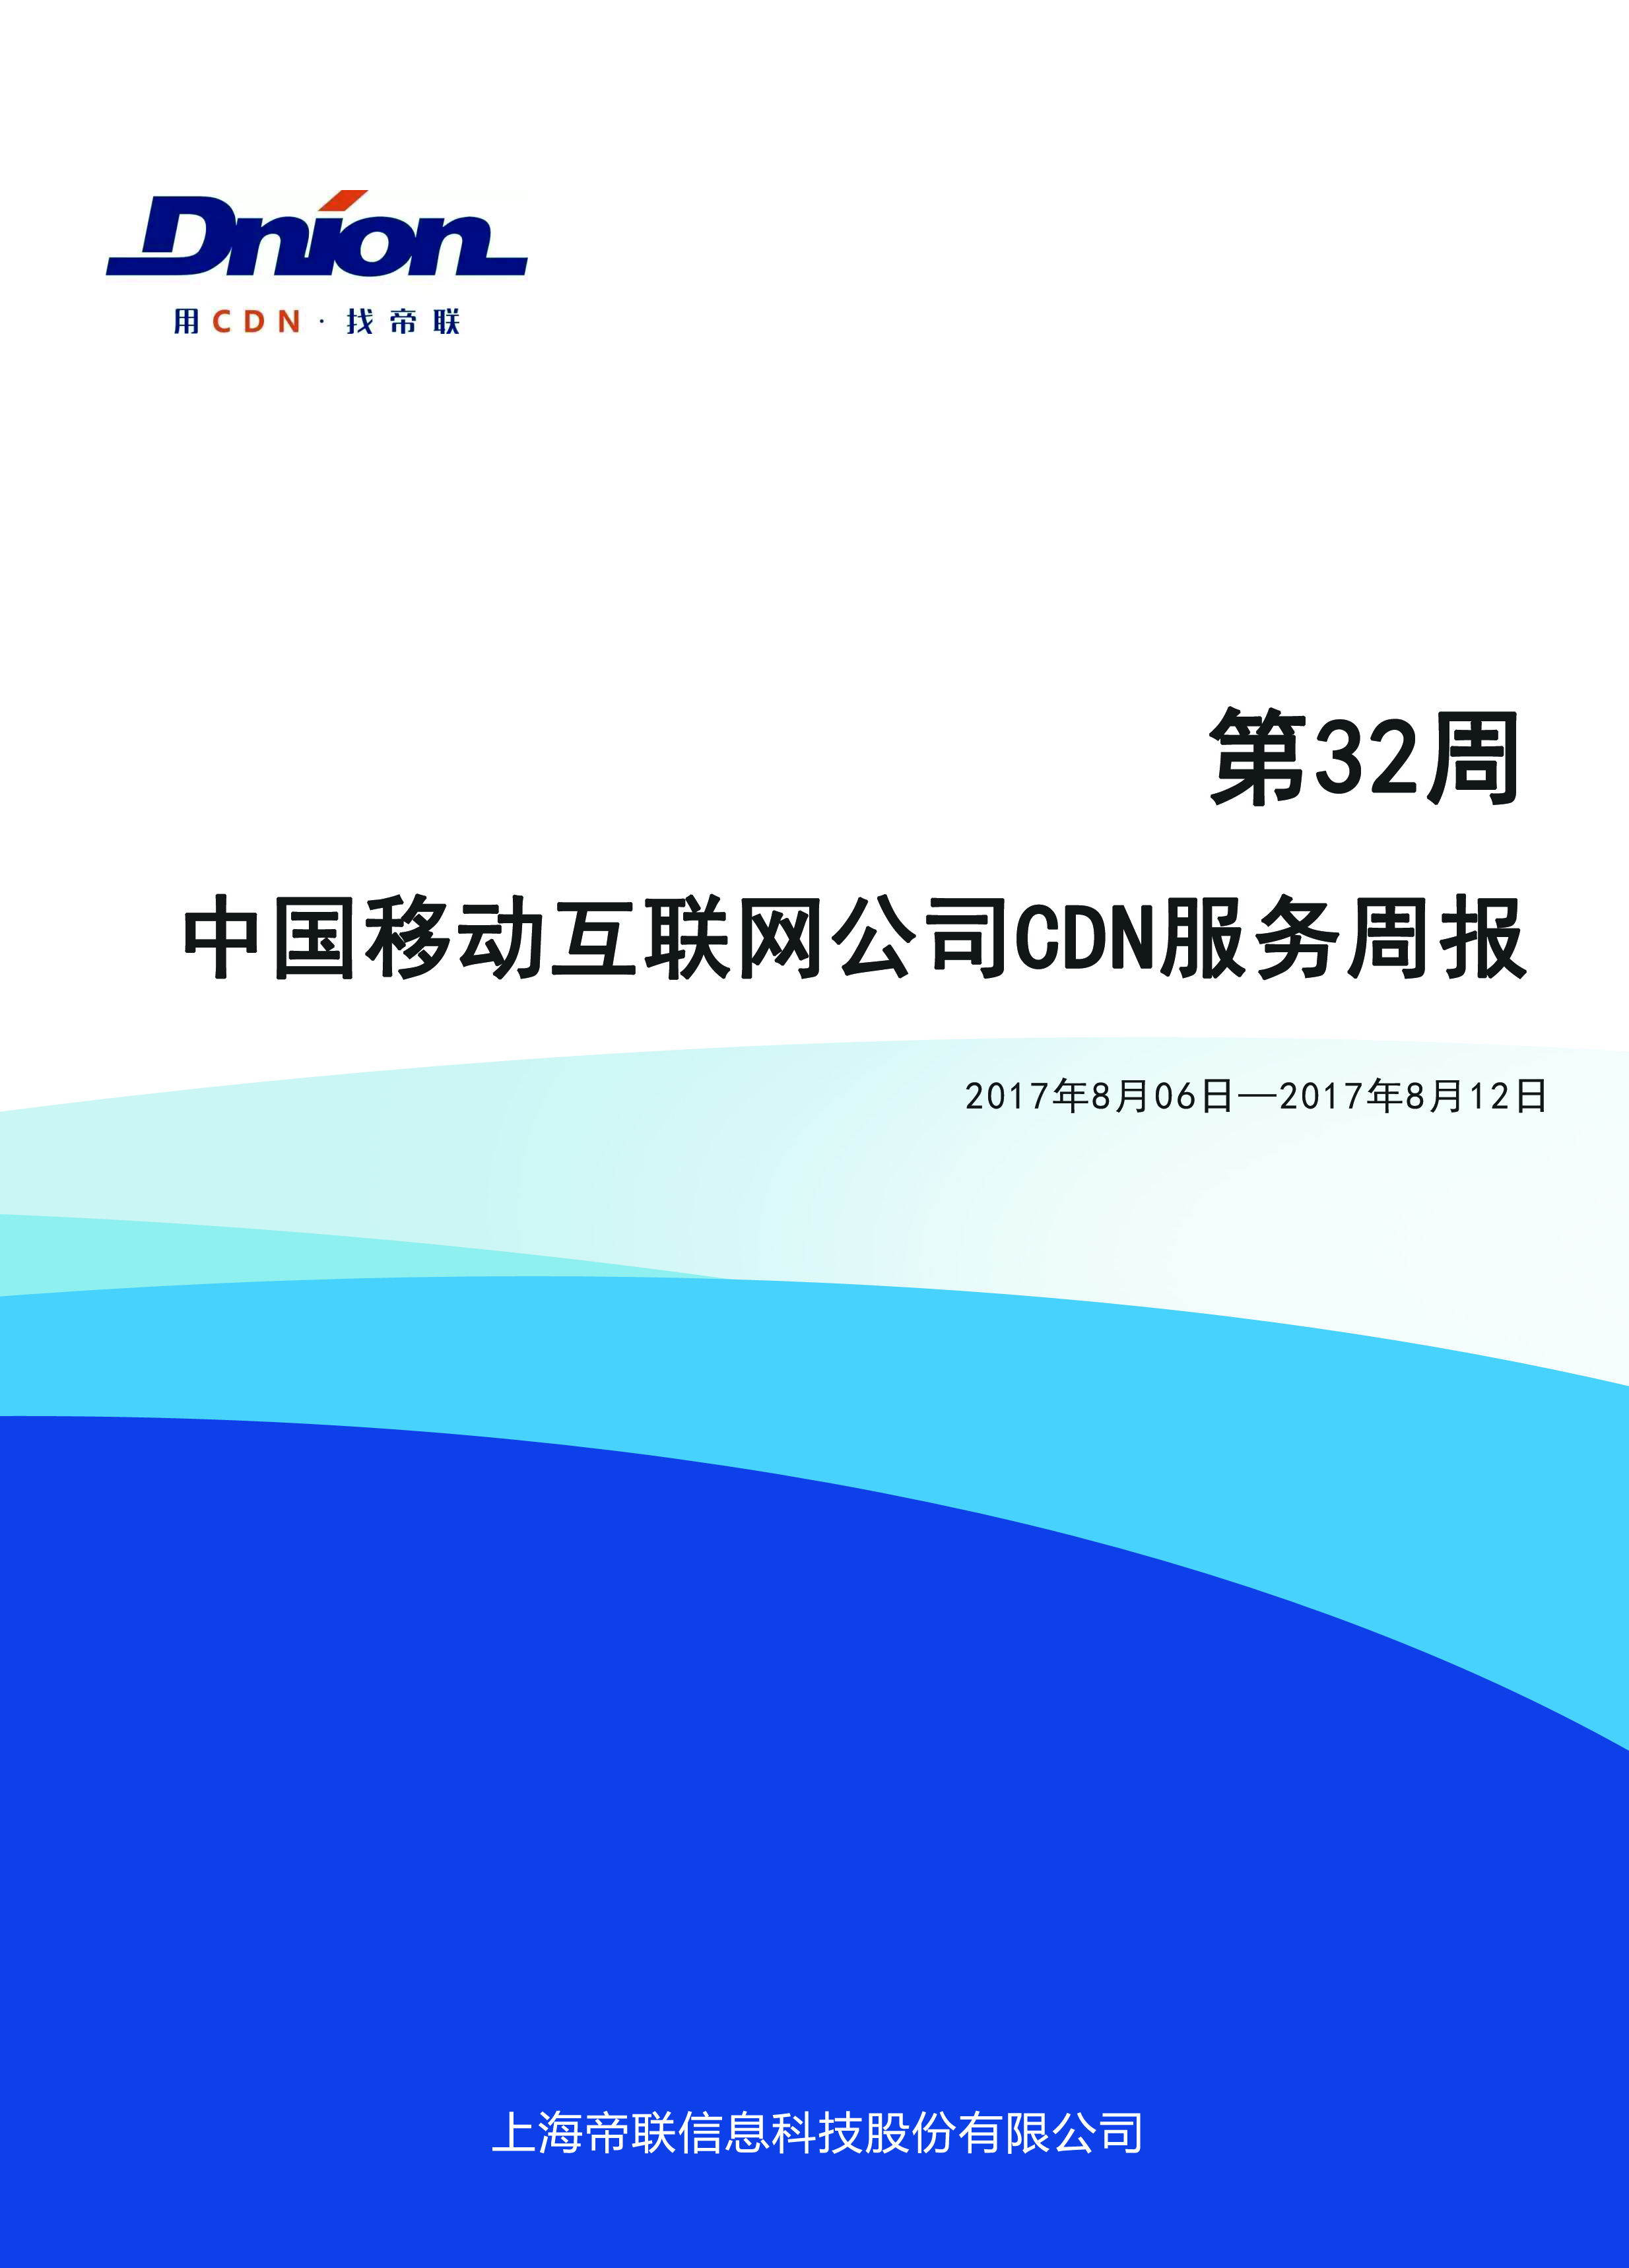 Dnion
用CDN·找帝联
第32周
中国移动互联网公司CDN服务周报
2017年8月06日—2017年8月12日
上海帝联信息科技股份有限公司